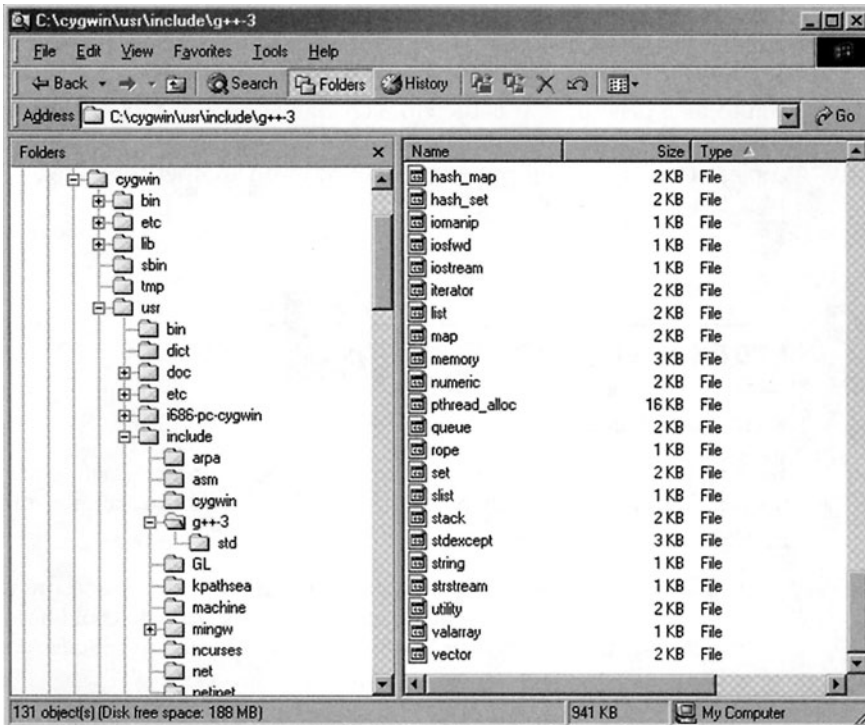 C:\cygwin\usr\include\g++-3
File Edit View Favorites Tools Help
Back Search Folders History
Address C:\cygwin\usr\include\g++-3 Go
Folders
cygwin
bin
etc
lib
sbin
tmp
usr
bin
dict
doc
etc
i686-pc-cygwin
include
arpa
asm
cygwin
g++-3
std
GL
kpathsea
machine
mingw
ncurses
net
netinet
Name Size Type
hash_map 2 KB File
hash_set 2 KB File
iomanip 1 KB File
iosfwd 1 KB File
iostream 1 KB File
iterator 2 KB File
list 2 KB File
map 2 KB File
memory 3 KB File
numeric 2 KB File
pthread_alloc 16 KB File
queue 2 KB File
rope 1 KB File
set 2 KB File
slist 1 KB File
stack 2 KB File
stdexcept 3 KB File
string 1 KB File
strstream 1 KB File
utility 2 KB File
valarray 1 KB File
vector 2 KB File
131 object(s) (Disk free space: 188 MB) 941 KB My Computer